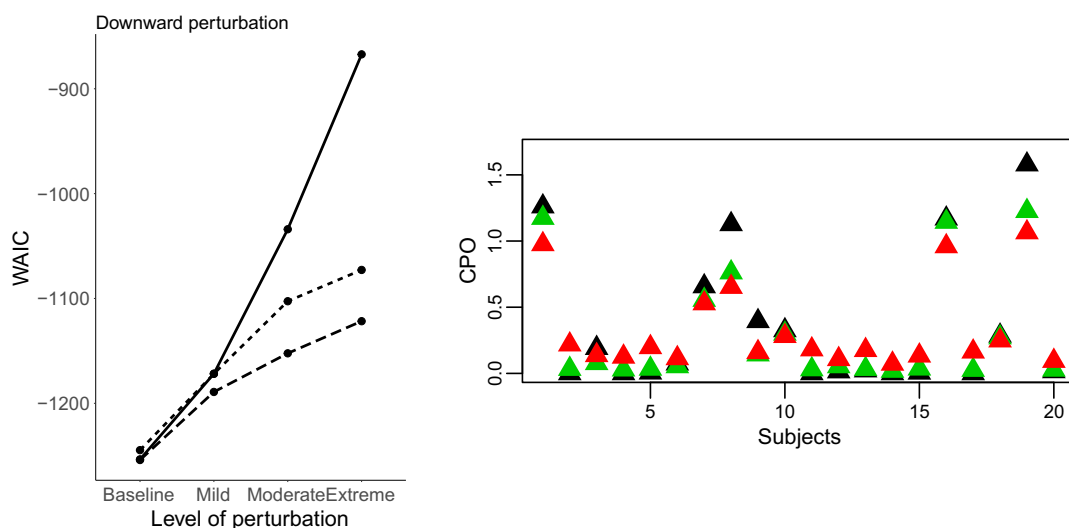 Downward perturbation
WAIC
−900
−1000
−1100
−1200
Baseline Mild Moderate Extreme
Level of perturbation
CPO
1.5
1.0
0.5
0.0
5 10 15 20
Subjects